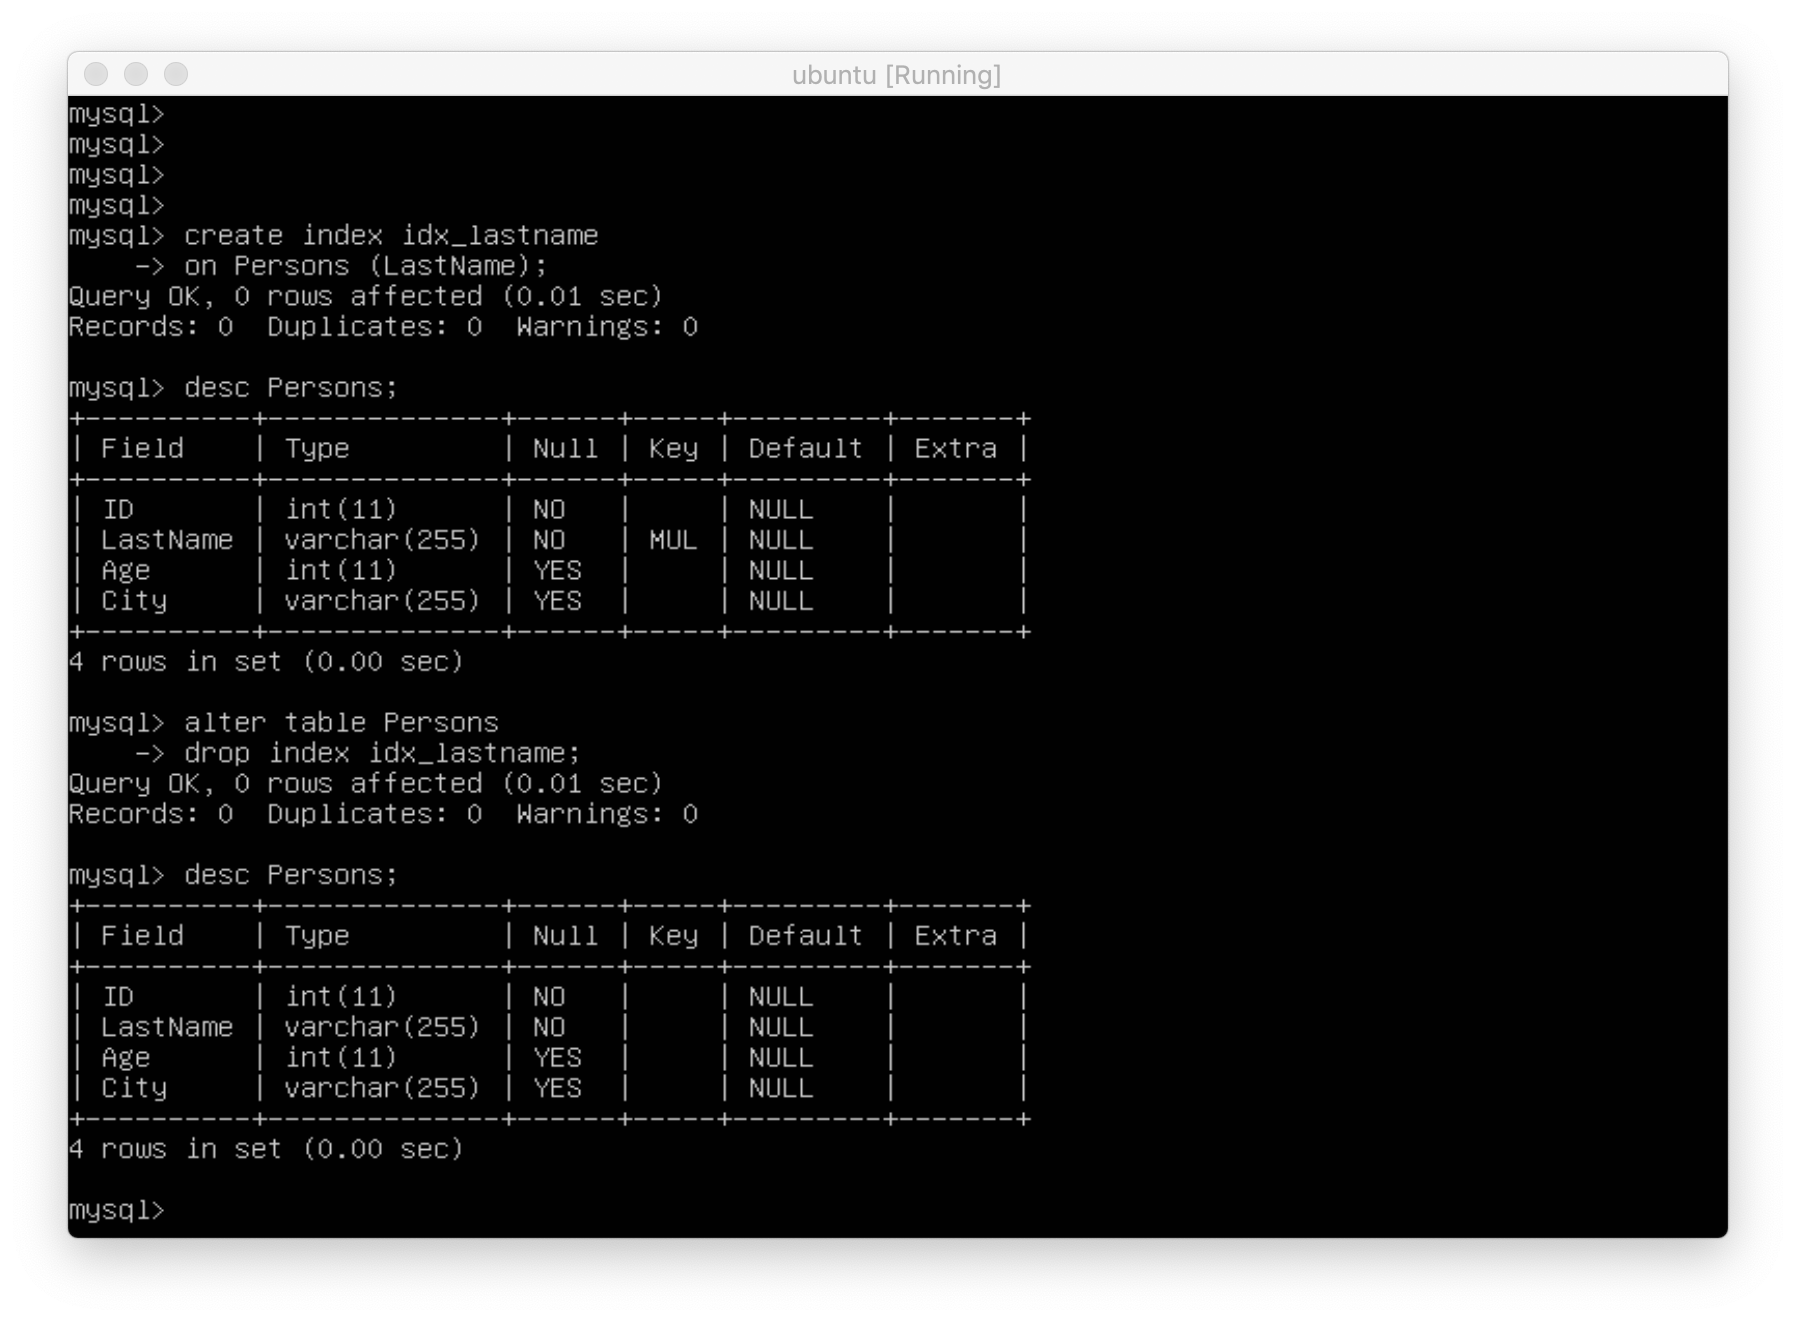 ubuntu [Running]
mysql>
mysql>
mysql>
mysql>
mysql> create index idx_lastname
    -> on Persons (LastName);
Query OK, 0 rows affected (0.01 sec)
Records: 0  Duplicates: 0  Warnings: 0

mysql> desc Persons;
+----------+--------------+------+-----+---------+-------+
| Field    | Type         | Null | Key | Default | Extra |
+----------+--------------+------+-----+---------+-------+
| ID       | int(11)      | NO   |     | NULL    |       |
| LastName | varchar(255) | NO   | MUL | NULL    |       |
| Age      | int(11)      | YES  |     | NULL    |       |
| City     | varchar(255) | YES  |     | NULL    |       |
+----------+--------------+------+-----+---------+-------+
4 rows in set (0.00 sec)

mysql> alter table Persons
    -> drop index idx_lastname;
Query OK, 0 rows affected (0.01 sec)
Records: 0  Duplicates: 0  Warnings: 0

mysql> desc Persons;
+----------+--------------+------+-----+---------+-------+
| Field    | Type         | Null | Key | Default | Extra |
+----------+--------------+------+-----+---------+-------+
| ID       | int(11)      | NO   |     | NULL    |       |
| LastName | varchar(255) | NO   |     | NULL    |       |
| Age      | int(11)      | YES  |     | NULL    |       |
| City     | varchar(255) | YES  |     | NULL    |       |
+----------+--------------+------+-----+---------+-------+
4 rows in set (0.00 sec)

mysql>